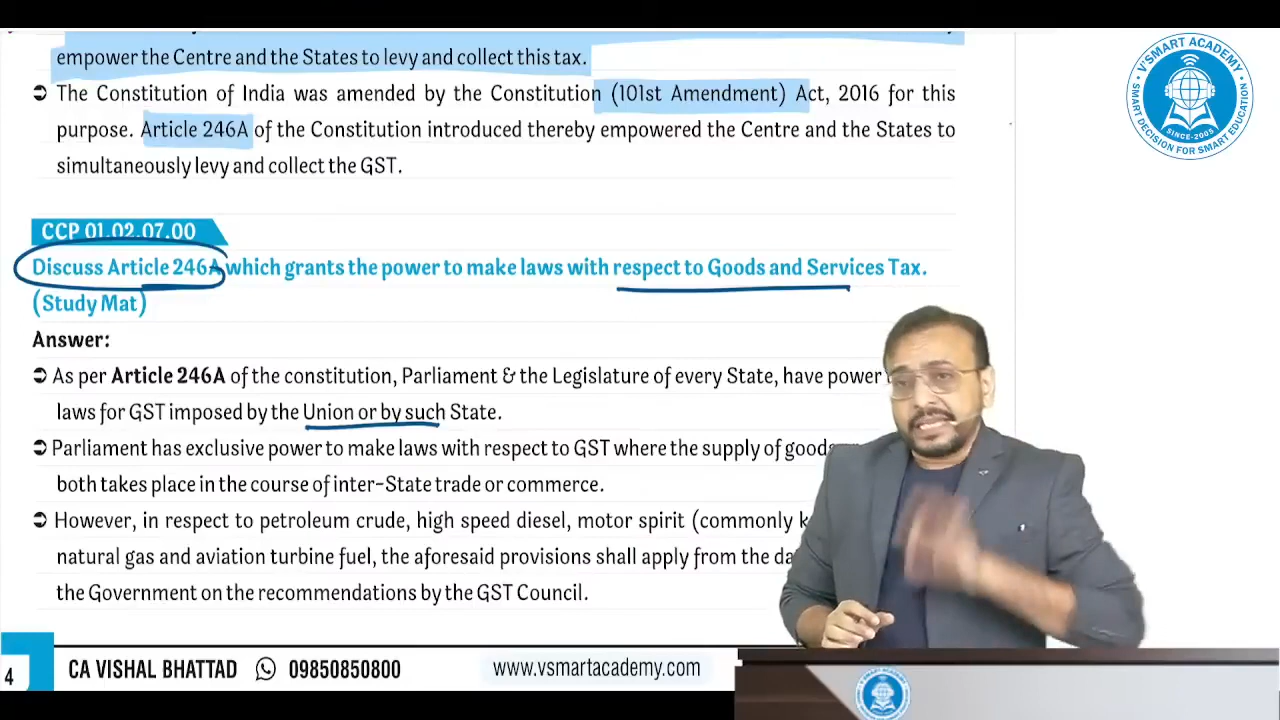 empower the Centre and the States to levy and collect this tax.
➲ The Constitution of India was amended by the Constitution (101st Amendment) Act, 2016 for this
purpose. Article 246A of the Constitution introduced thereby empowered the Centre and the States to
simultaneously levy and collect the GST.
CCP 01.02.07.00
Discuss Article 246A which grants the power to make laws with respect to Goods and Services Tax.
(Study Mat)
Answer:
➲ As per Article 246A of the constitution, Parliament & the Legislature of every State, have power
laws for GST imposed by the Union or by such State.
➲ Parliament has exclusive power to make laws with respect to GST where the supply of goods
both takes place in the course of inter-State trade or commerce.
➲ However, in respect to petroleum crude, high speed diesel, motor spirit (commonly
natural gas and aviation turbine fuel, the aforesaid provisions shall apply from the
the Government on the recommendations by the GST Council.
4 CA VISHAL BHATTAD 09850850800 www.vsmartacademy.com
V'SMART ACADEMY
SINCE-2005
SMART DECISION FOR SMART EDUCATION